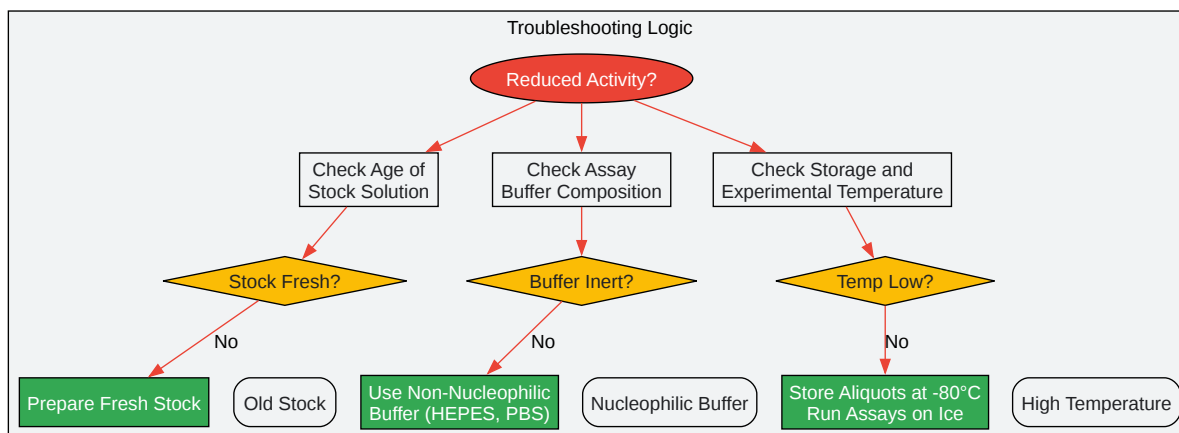 Troubleshooting Logic
Reduced Activity?
Check Age of
Stock Solution
Check Assay
Buffer Composition
Check Storage and
Experimental Temperature
Stock Fresh?
Buffer Inert?
Temp Low?
No
No
No
Prepare Fresh Stock
Old Stock
Use Non-Nucleophilic
Buffer (HEPES, PBS)
Nucleophilic Buffer
Store Aliquots at -80°C
Run Assays on Ice
High Temperature